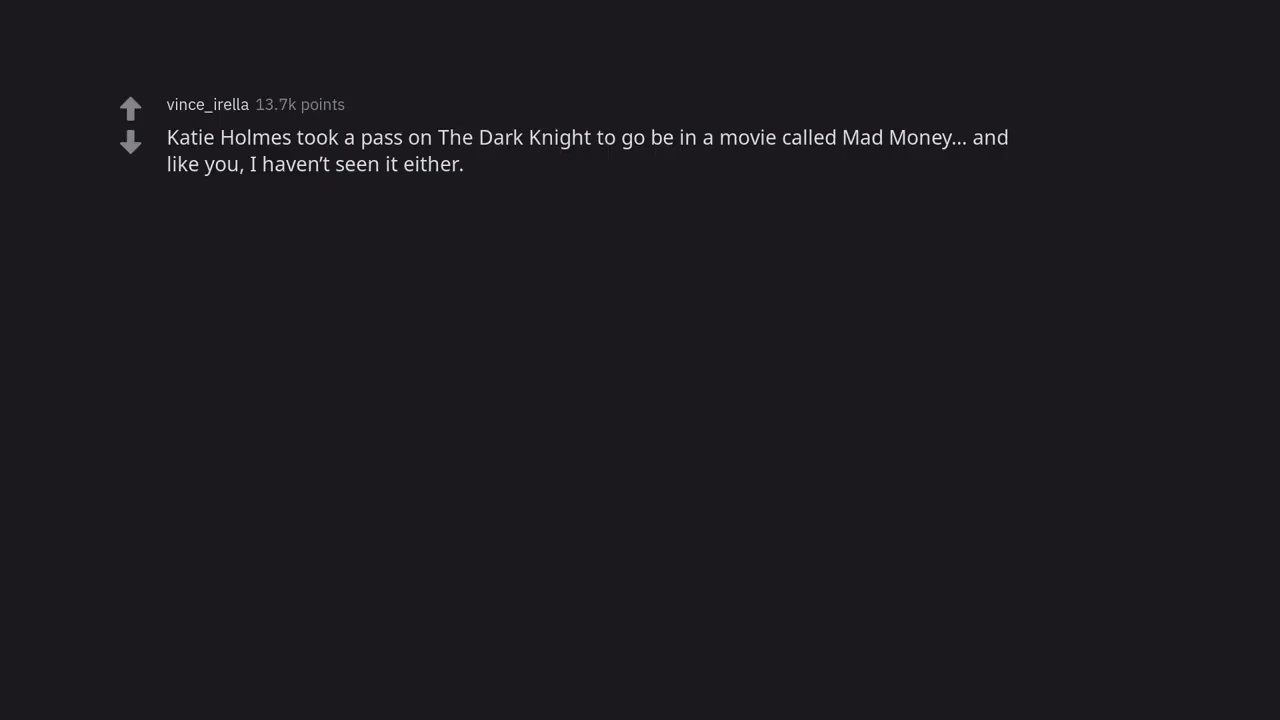 vince_irella 13.7k points
Katie Holmes took a pass on The Dark Knight to go be in a movie called Mad Money... and
like you, I haven’t seen it either.